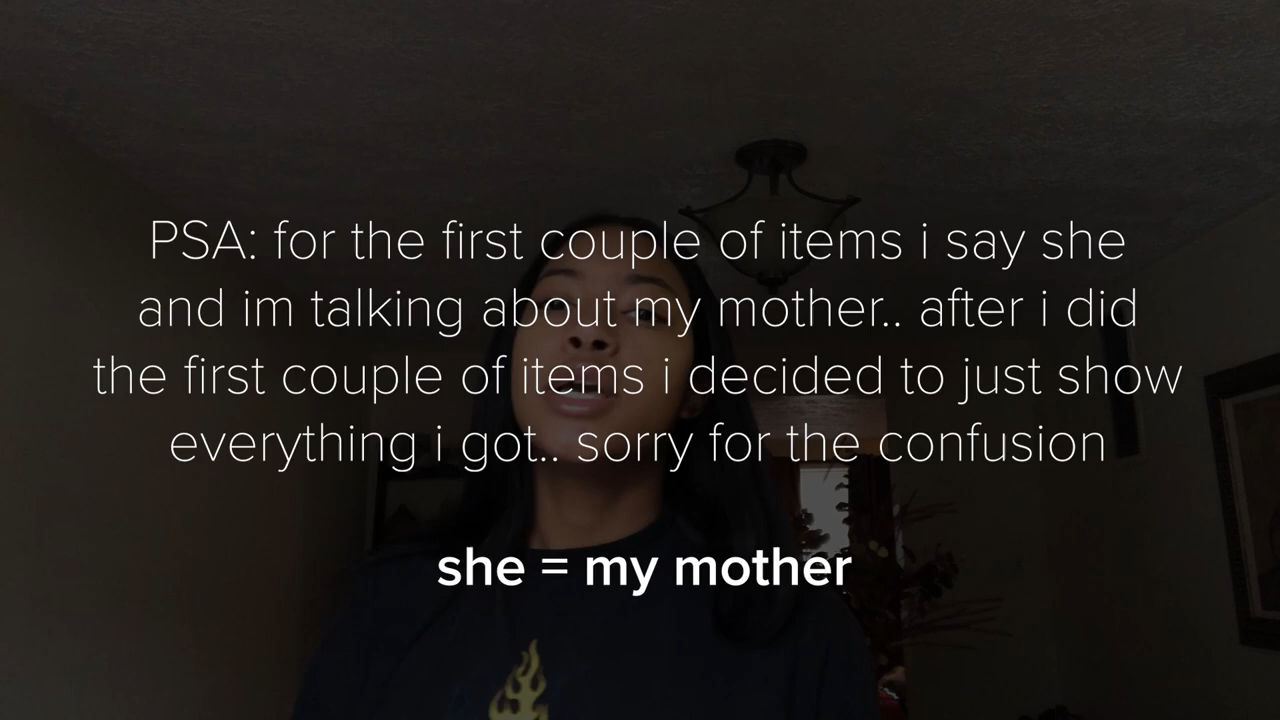 PSA: for the first couple of items i say she
and im talking about my mother.. after i did
the first couple of items i decided to just show
everything i got.. sorry for the confusion
she = my mother